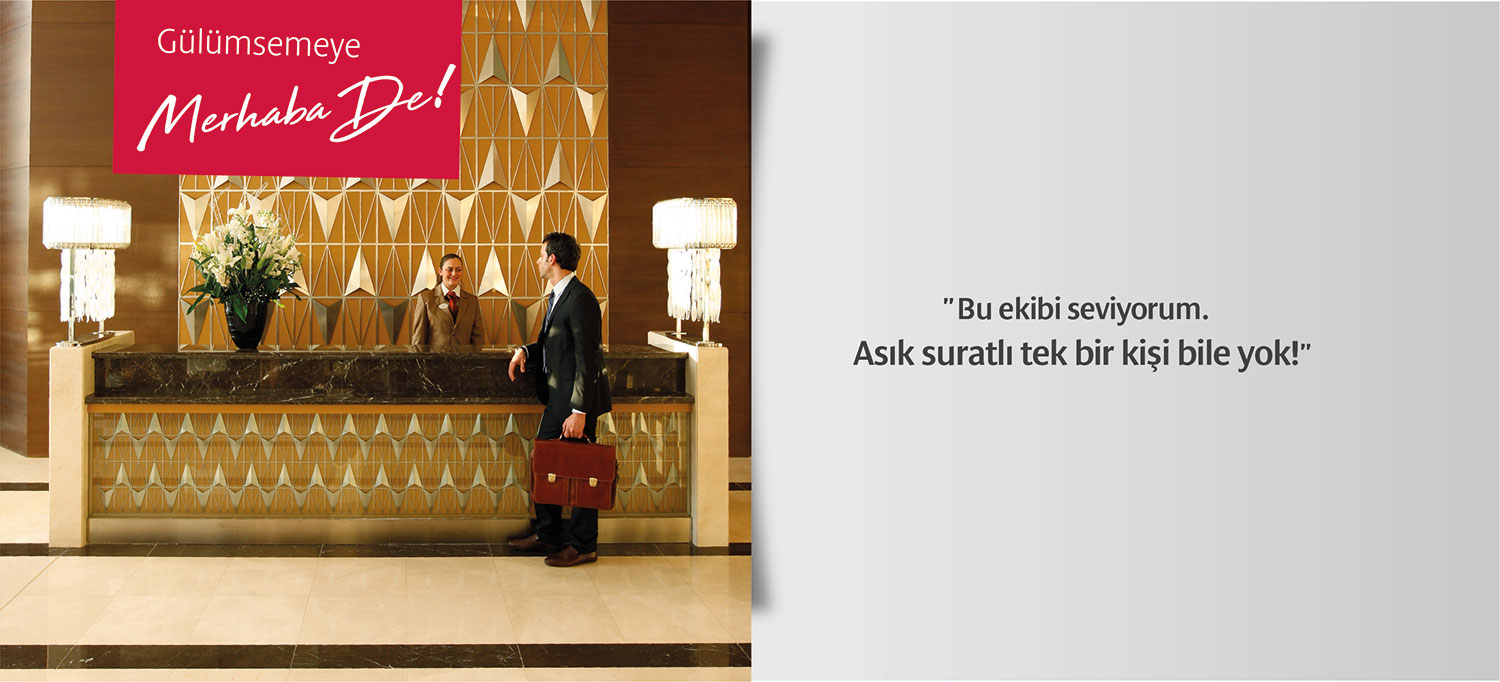 Gülümsemeye
Merhaba De!
"Bu ekibi seviyorum.
Asık suratlı tek bir kişi bile yok!"